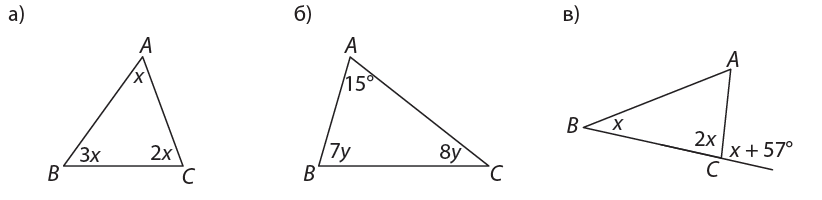 а) б) в)
A A A
x 15°
B x
3x 2x 7y 8y 2x x + 57°
B C B C C